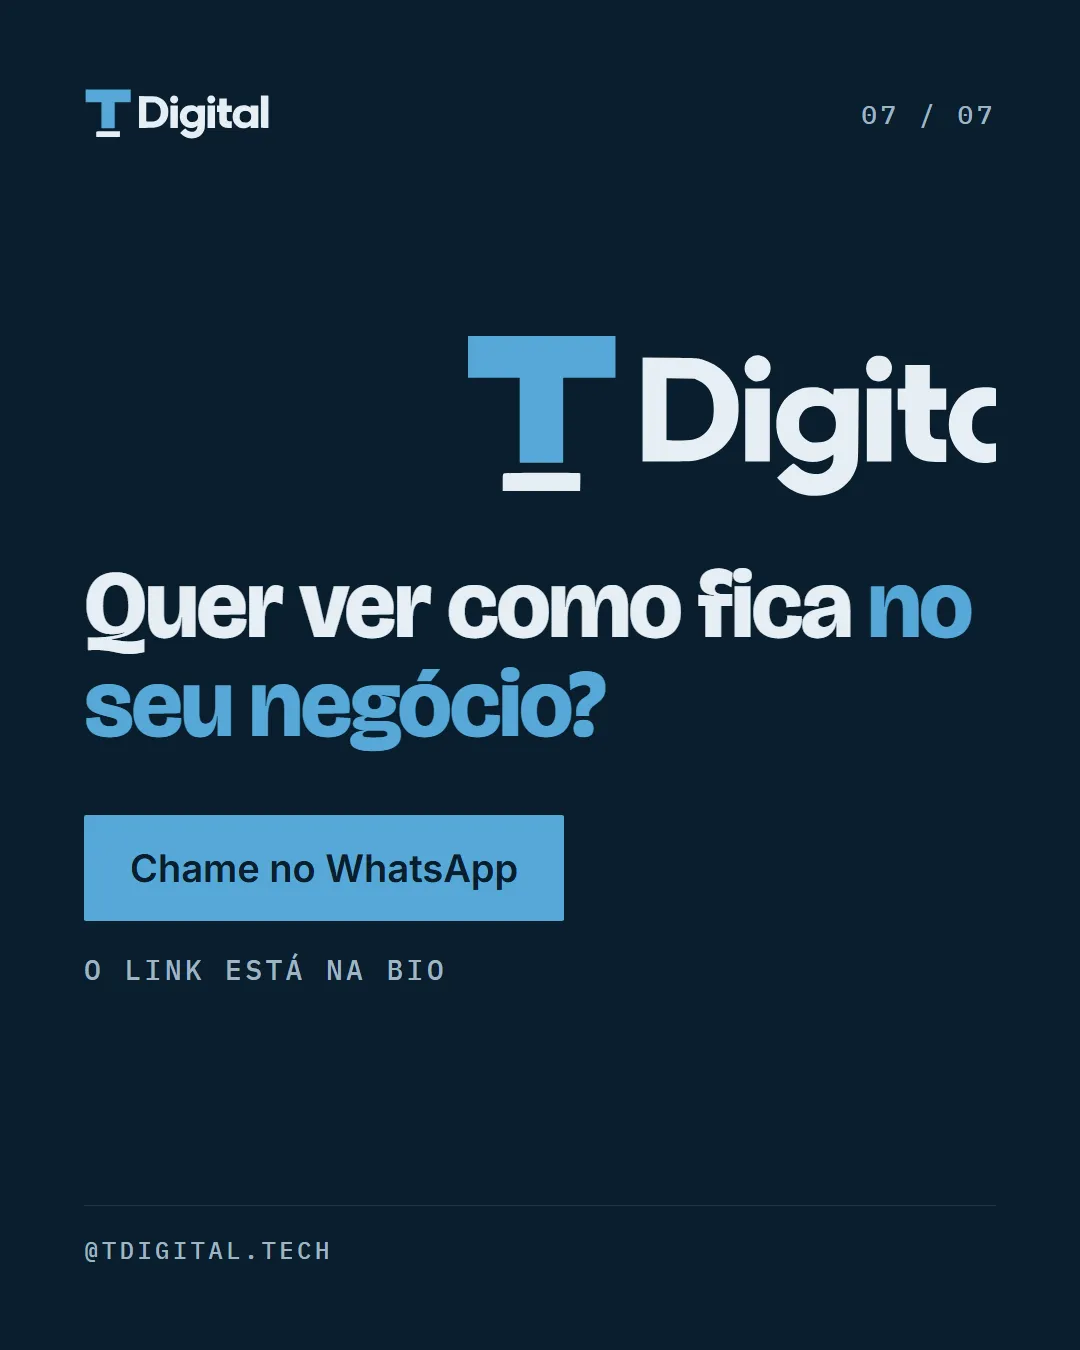 T Digital
07 / 07
T Digita
Quer ver como fica no
seu negócio?
Chame no WhatsApp
O LINK ESTÁ NA BIO
@TDIGITAL.TECH